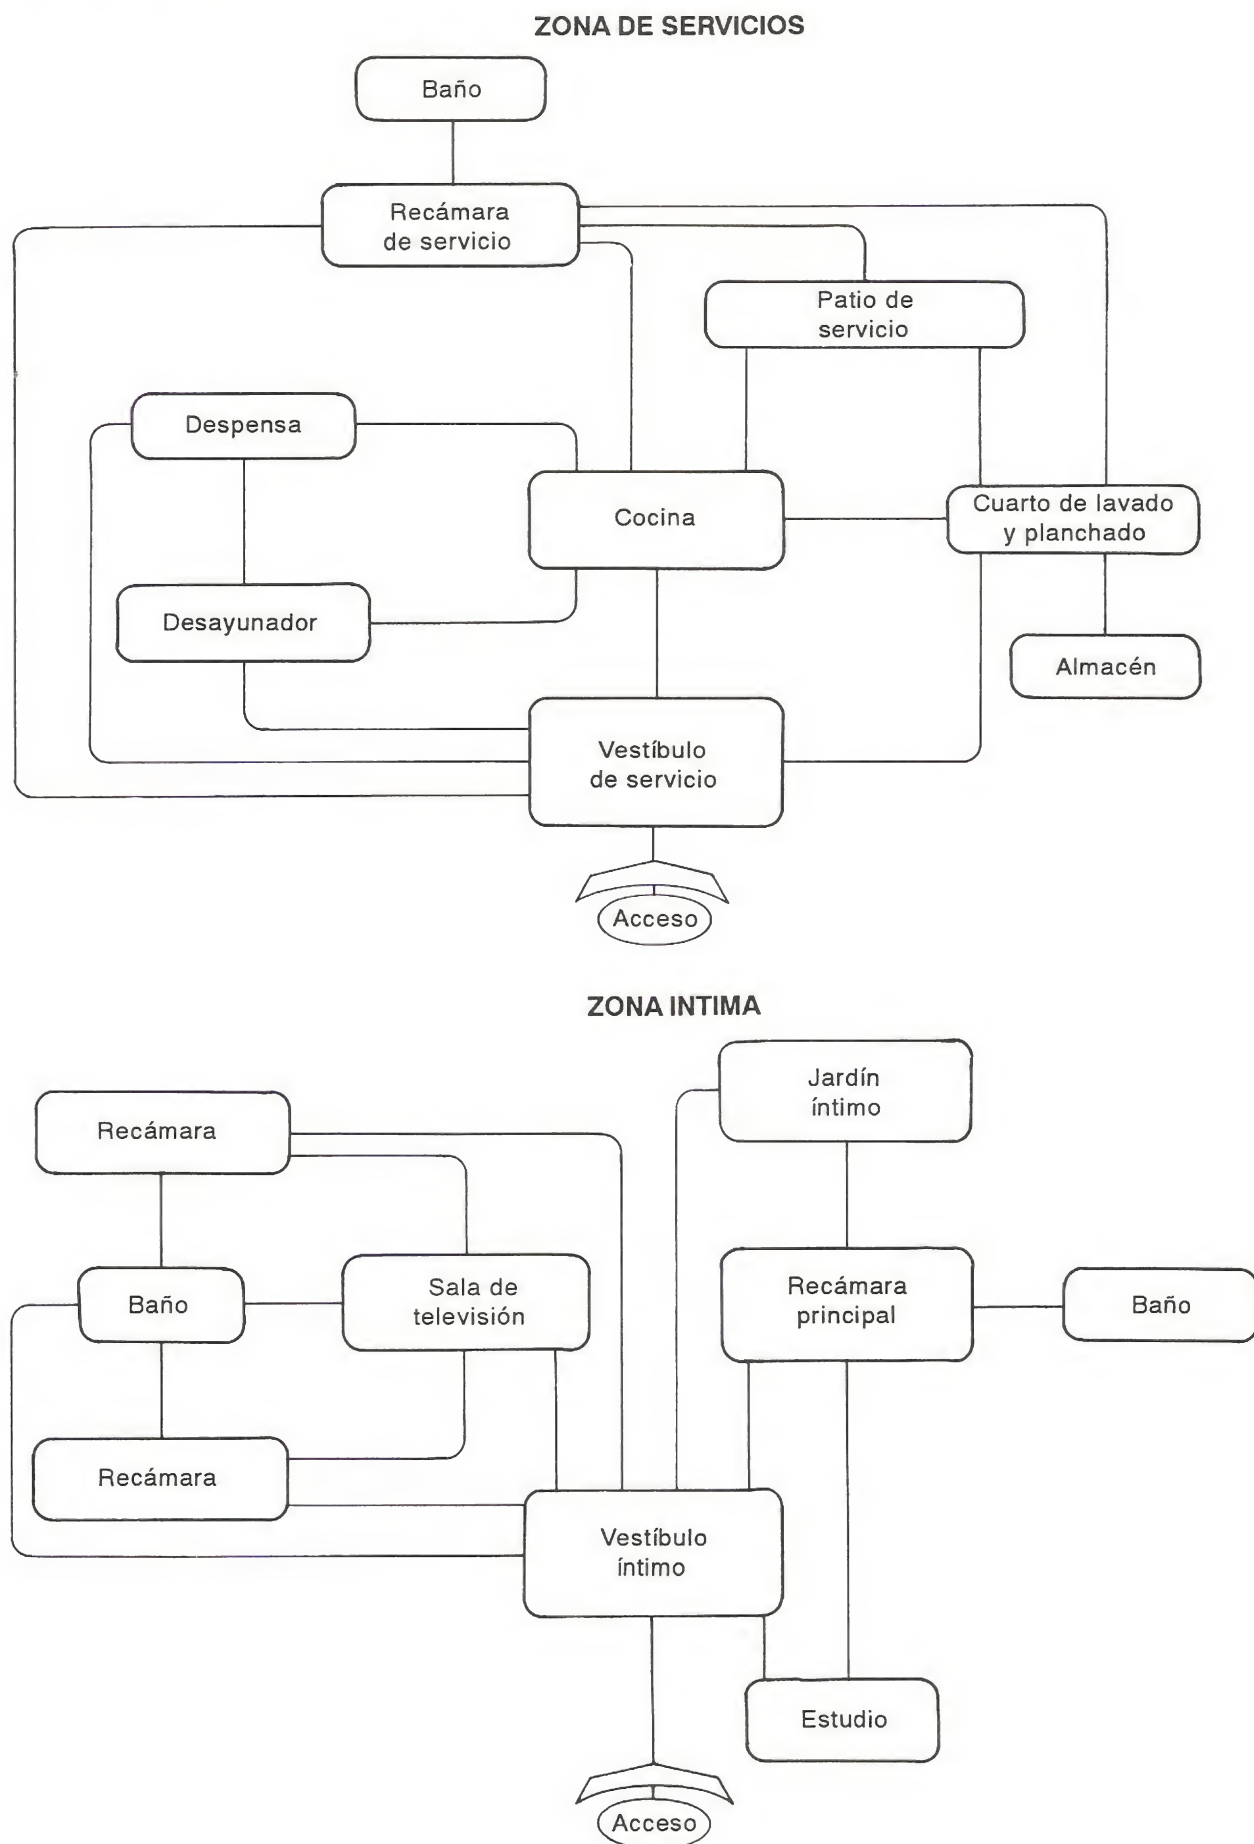 ZONA DE SERVICIOS
Baño
Recámara
de servicio
Patio de
servicio
Despensa
Cocina
Cuarto de lavado
y planchado
Desayunador
Almacén
Vestíbulo
de servicio
Acceso
ZONA INTIMA
Jardín
íntimo
Recámara
Sala de
televisión
Recámara
principal
Baño
Baño
Recámara
Vestíbulo
íntimo
Estudio
Acceso